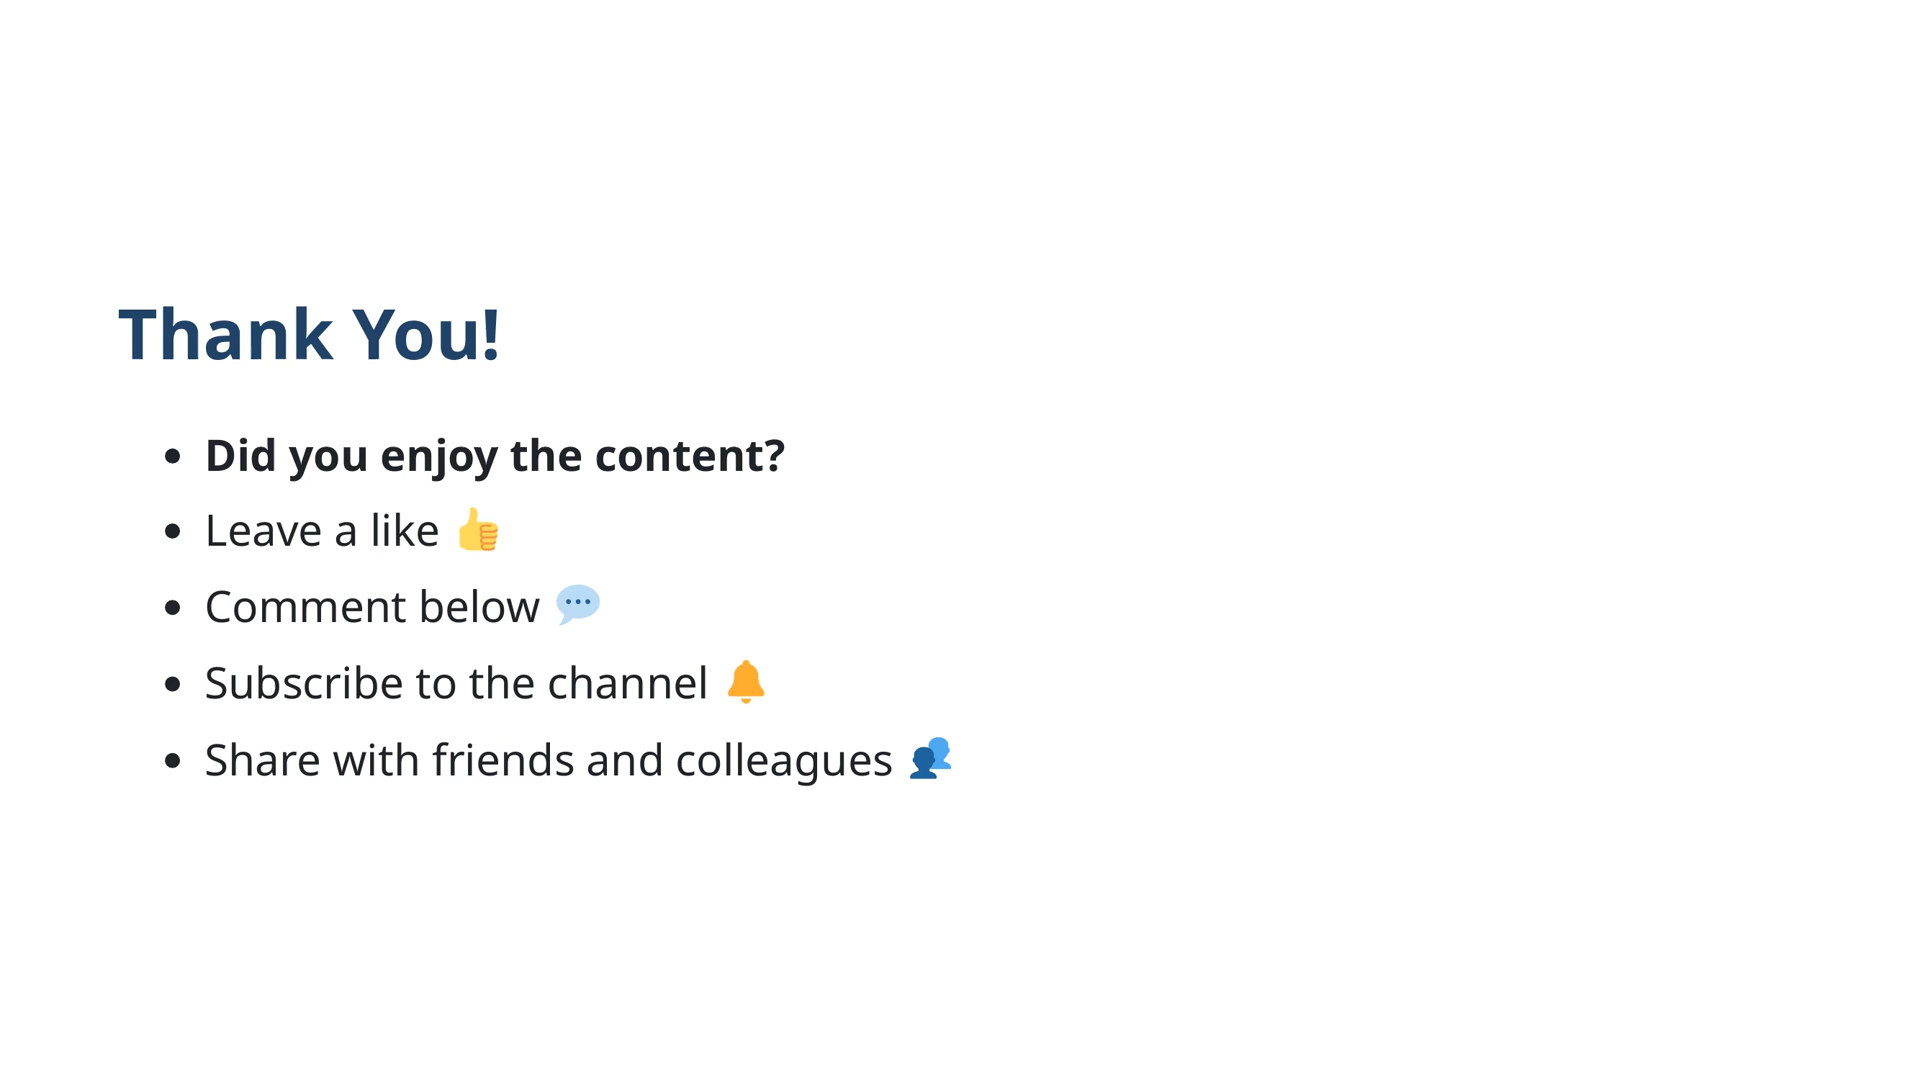 Thank You!
• Did you enjoy the content?
• Leave a like 👍
• Comment below 💬
• Subscribe to the channel 🔔
• Share with friends and colleagues 👥